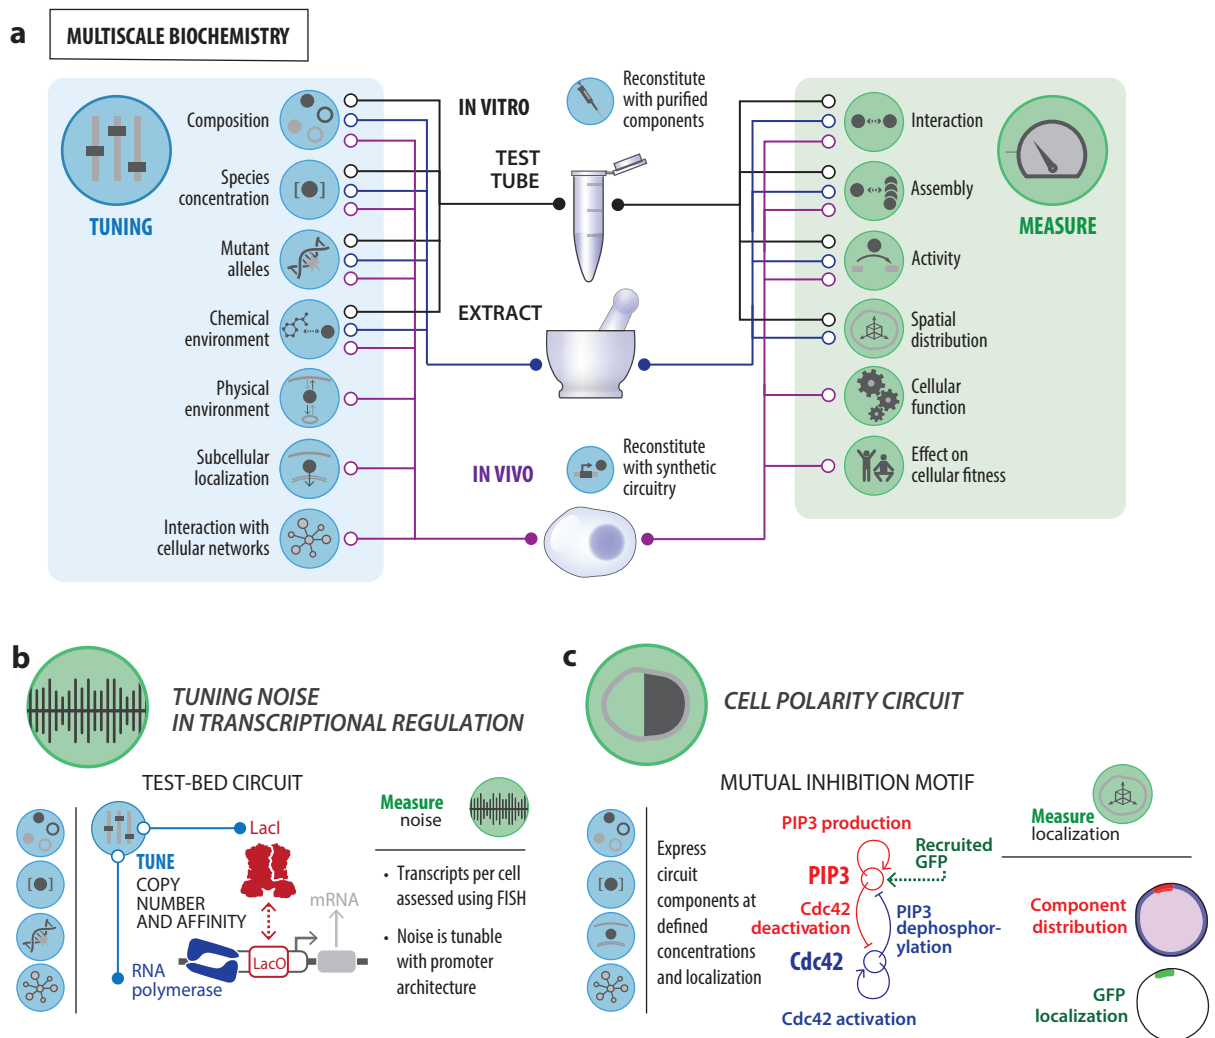 a
MULTISCALE BIOCHEMISTRY
TUNING
Composition
Species
concentration
[ ]
Mutant
alleles
Chemical
environment
Physical
environment
Subcellular
localization
Interaction with
cellular networks
IN VITRO
Reconstitute
with purified
components
TEST
TUBE
EXTRACT
IN VIVO
Reconstitute
with synthetic
circuitry
Interaction
Assembly
Activity
Spatial
distribution
Cellular
function
Effect on
cellular fitness
MEASURE
b
TUNING NOISE
IN TRANSCRIPTIONAL REGULATION
TEST-BED CIRCUIT
[ ]
TUNE
COPY
NUMBER
AND AFFINITY
LacI
mRNA
LacO
RNA
polymerase
Measure
noise
• Transcripts per cell
assessed using FISH
• Noise is tunable
with promoter
architecture
c
CELL POLARITY CIRCUIT
MUTUAL INHIBITION MOTIF
[ ]
Express
circuit
components at
defined
concentrations
and localization
PIP3 production
Recruited
GFP
PIP3
Cdc42
deactivation
PIP3
dephosphor-
ylation
Cdc42
Cdc42 activation
Measure
localization
Component
distribution
GFP
localization